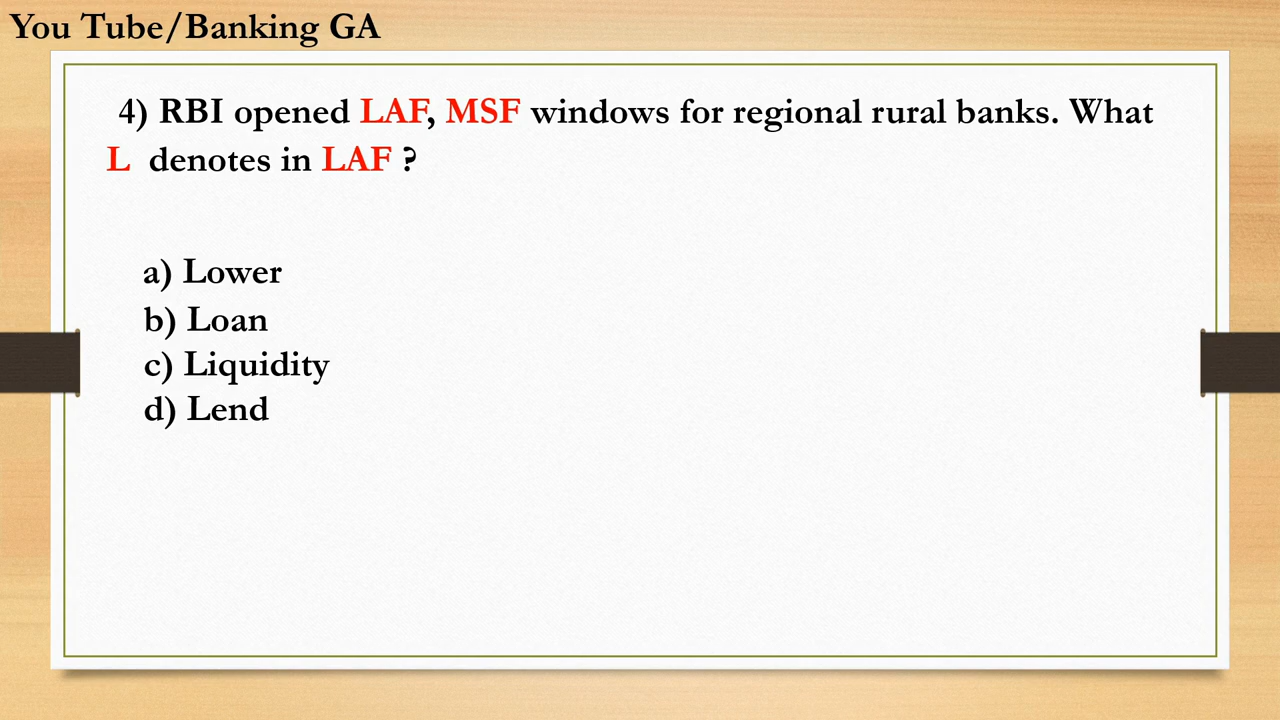 You Tube/Banking GA
4) RBI opened LAF, MSF windows for regional rural banks. What
L denotes in LAF ?
a) Lower
b) Loan
c) Liquidity
d) Lend